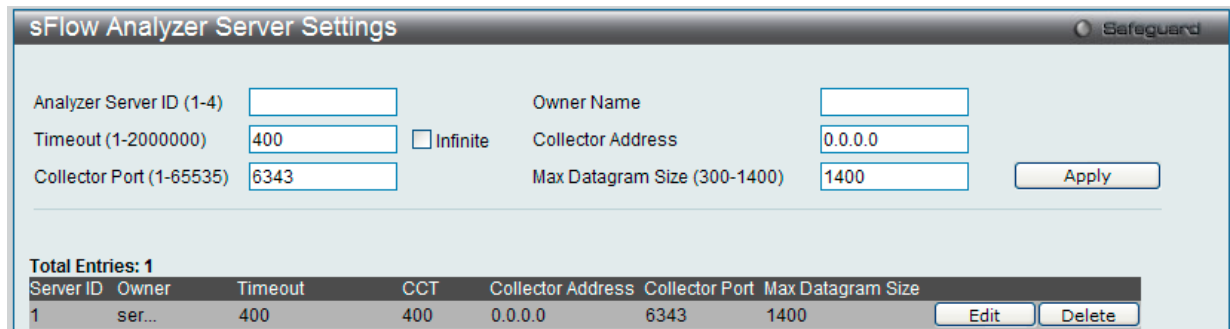 sFlow Analyzer Server Settings Safeguard
Analyzer Server ID (1-4) Owner Name
Timeout (1-2000000) 400 Infinite Collector Address 0.0.0.0
Collector Port (1-65535) 6343 Max Datagram Size (300-1400) 1400 Apply
Total Entries: 1
Server ID Owner Timeout CCT Collector Address Collector Port Max Datagram Size
1 ser... 400 400 0.0.0.0 6343 1400 Edit Delete